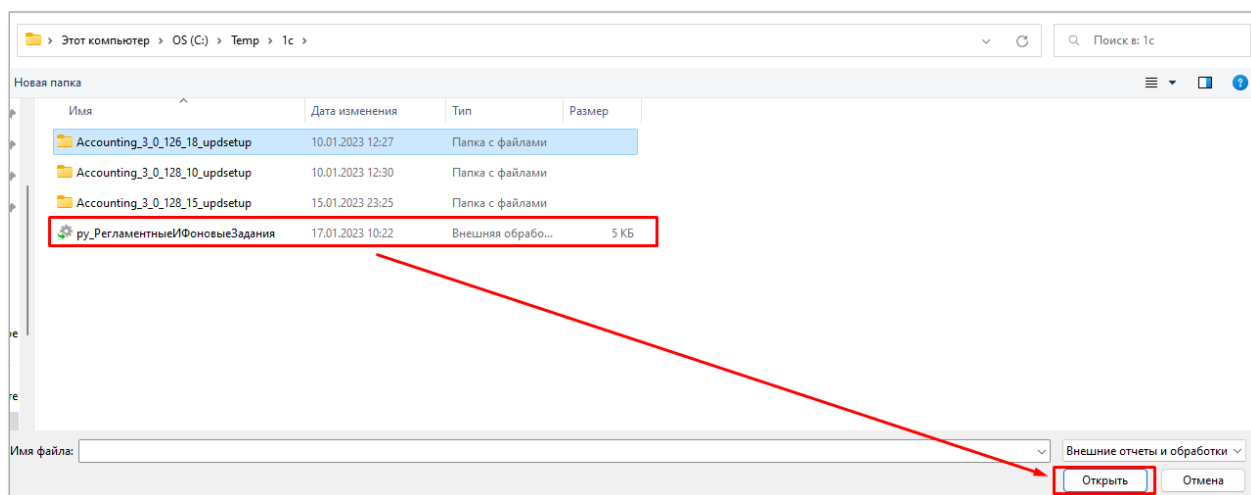 Этот компьютер > OS (C:) > Temp > 1c >
Поиск в: 1c
Новая папка
Имя Дата изменения Тип Размер
Accounting_3_0_126_18_updsetup 10.01.2023 12:27 Папка с файлами
Accounting_3_0_128_10_updsetup 10.01.2023 12:30 Папка с файлами
Accounting_3_0_128_15_updsetup 15.01.2023 23:25 Папка с файлами
ру_РегламентныеИФоновыеЗадания 17.01.2023 10:22 Внешняя обрабо... 5 КБ
Имя файла:
Внешние отчеты и обработки
Открыть Отмена